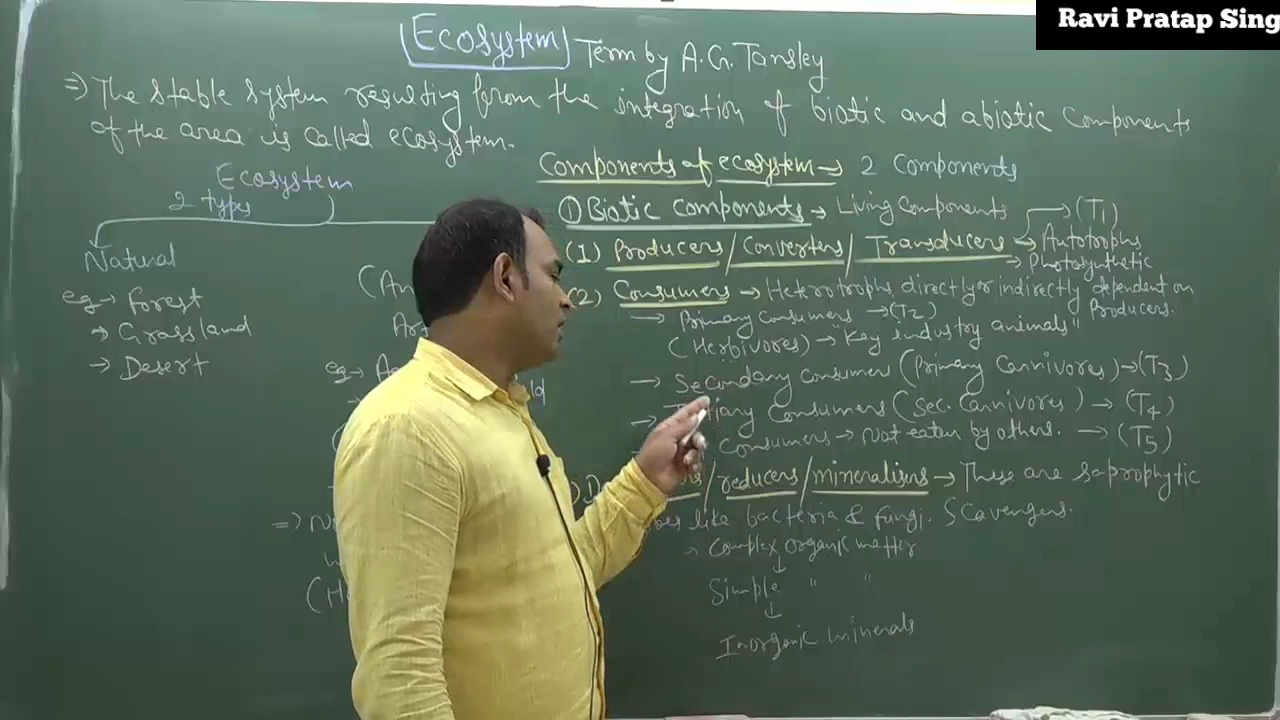 Ravi Pratap Sing
Ecosystem Term by A.G. Tansley
⇒ The stable system resulting from the integration of biotic and abiotic components
of the area is called ecosystem.
Ecosystem
2 types
Natural
eg → Forest
→ Grassland
→ Desert
(An
Ar
eg →
Components of ecosystem → 2 Components
① Biotic components → Living Components
(1) Producers / Converters / Transducers → Autotrophs (T1)
→ Photosynthetic
(2) Consumers → Heterotrophs directly or indirectly dependent on
Producers.
→ Primary Consumers → (T2)
(Herbivores) → "Key industry animals"
→ Secondary Consumers (Primary Carnivores) → (T3)
→ T iary Consumers (Sec. Carnivores) → (T4)
Consumers → Not eaten by others. → (T5)
/ reducers / mineralisers → These are saprophytic
like bacteria & fungi. Scavengers.
→ Complex organic matter
↓
Simple " "
↓
Inorganic minerals